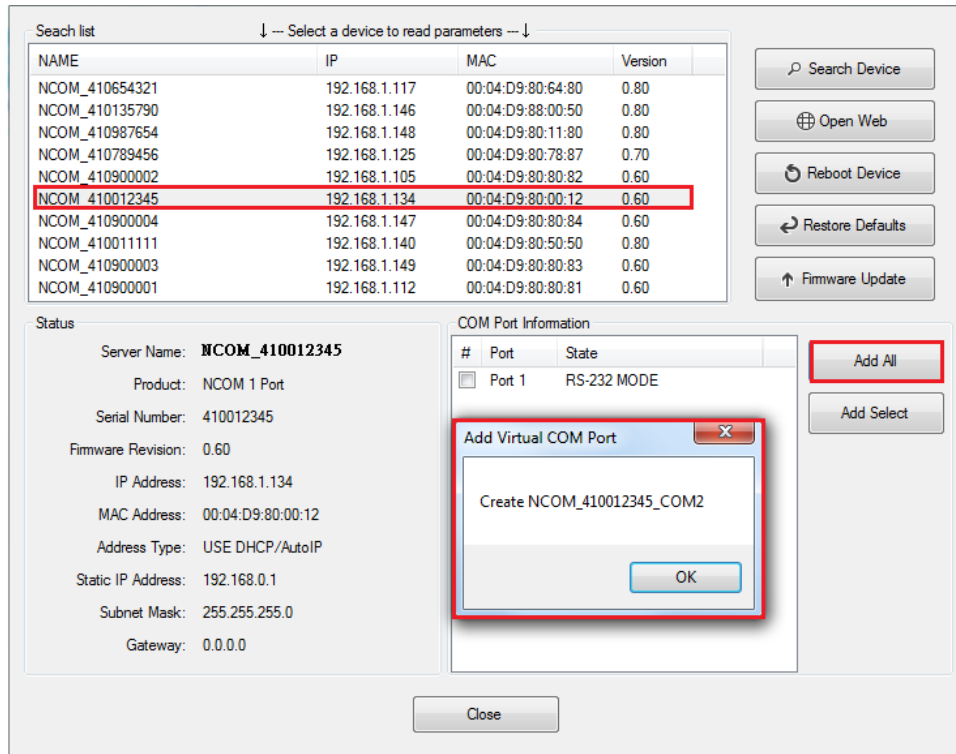 Seach list ↓ --- Select a device to read parameters --- ↓
NAME IP MAC Version
NCOM_410654321 192.168.1.117 00:04:D9:80:64:80 0.80
NCOM_410135790 192.168.1.146 00:04:D9:88:00:50 0.80
NCOM_410987654 192.168.1.148 00:04:D9:80:11:80 0.80
NCOM_410789456 192.168.1.125 00:04:D9:80:78:87 0.70
NCOM_410900002 192.168.1.105 00:04:D9:80:80:82 0.60
NCOM_410012345 192.168.1.134 00:04:D9:80:00:12 0.60
NCOM_410900004 192.168.1.147 00:04:D9:80:80:84 0.60
NCOM_410011111 192.168.1.140 00:04:D9:80:50:50 0.80
NCOM_410900003 192.168.1.149 00:04:D9:80:80:83 0.60
NCOM_410900001 192.168.1.112 00:04:D9:80:80:81 0.60
Search Device
Open Web
Reboot Device
Restore Defaults
Firmware Update
Status
Server Name: NCOM_410012345
Product: NCOM 1 Port
Serial Number: 410012345
Firmware Revision: 0.60
IP Address: 192.168.1.134
MAC Address: 00:04:D9:80:00:12
Address Type: USE DHCP/AutoIP
Static IP Address: 192.168.0.1
Subnet Mask: 255.255.255.0
Gateway: 0.0.0.0
COM Port Information
# Port State
Port 1 RS-232 MODE
Add All
Add Select
Add Virtual COM Port
Create NCOM_410012345_COM2
OK
Close